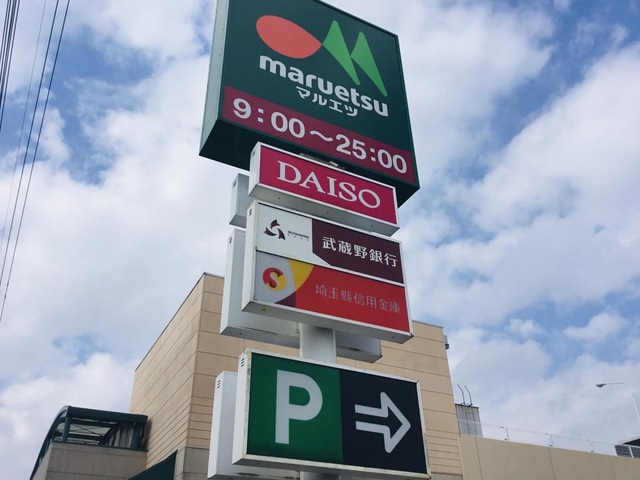 maruetsu
マルエツ
9:00～25:00
DAISO
武蔵野銀行
埼玉縣信用金庫
P